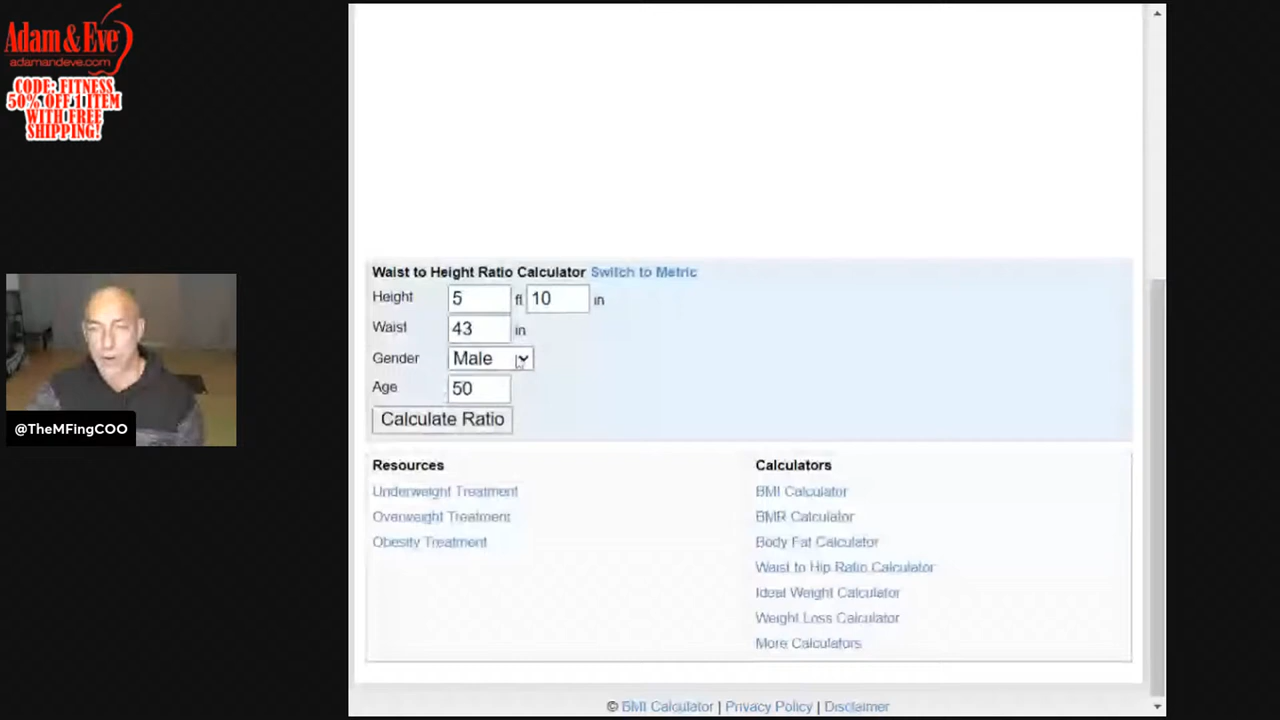 Adam & Eve
adamandeve.com
CODE: FITNESS
50% OFF 1 ITEM
WITH FREE
SHIPPING!
@TheMFingCOO
Waist to Height Ratio Calculator Switch to Metric
Height 5 ft 10 in
Waist 43 in
Gender Male
Age 50
Calculate Ratio
Resources
Underweight Treatment
Overweight Treatment
Obesity Treatment
Calculators
BMI Calculator
BMR Calculator
Body Fat Calculator
Waist to Hip Ratio Calculator
Ideal Weight Calculator
Weight Loss Calculator
More Calculators
© BMI Calculator | Privacy Policy | Disclaimer